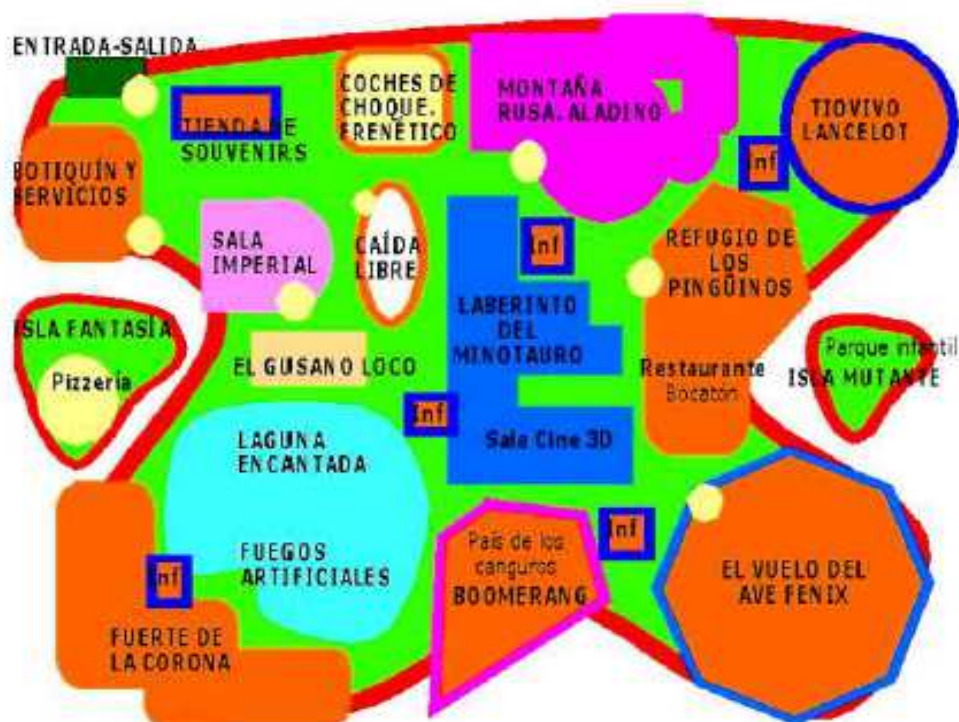 ENTRADA-SALIDA
COCHES DE
CHOQUE.
FRENÉTICO
MONTAÑA
RUSA. ALADINO
TIOVIVO
LANCELOT
TIENDA DE
SOUVENIRS
BOTIQUÍN Y
SERVICIOS
Inf
SALA
IMPERIAL
CAÍDA
LIBRE
Inf
REFUGIO DE
LOS
PINGÜINOS
LABERINTO
DEL
MINOTAURO
ISLA FANTASÍA
Pizzería
EL GUSANO LOCO
Restaurante
Bocatón
Parque infantil
ISLA MUTANTE
Inf
LAGUNA
ENCANTADA
Sala Cine 3D
FUEGOS
ARTIFICIALES
País de los
canguros
BOOMERANG
Inf
EL VUELO DEL
AVE FENIX
Inf
FUERTE DE
LA CORONA